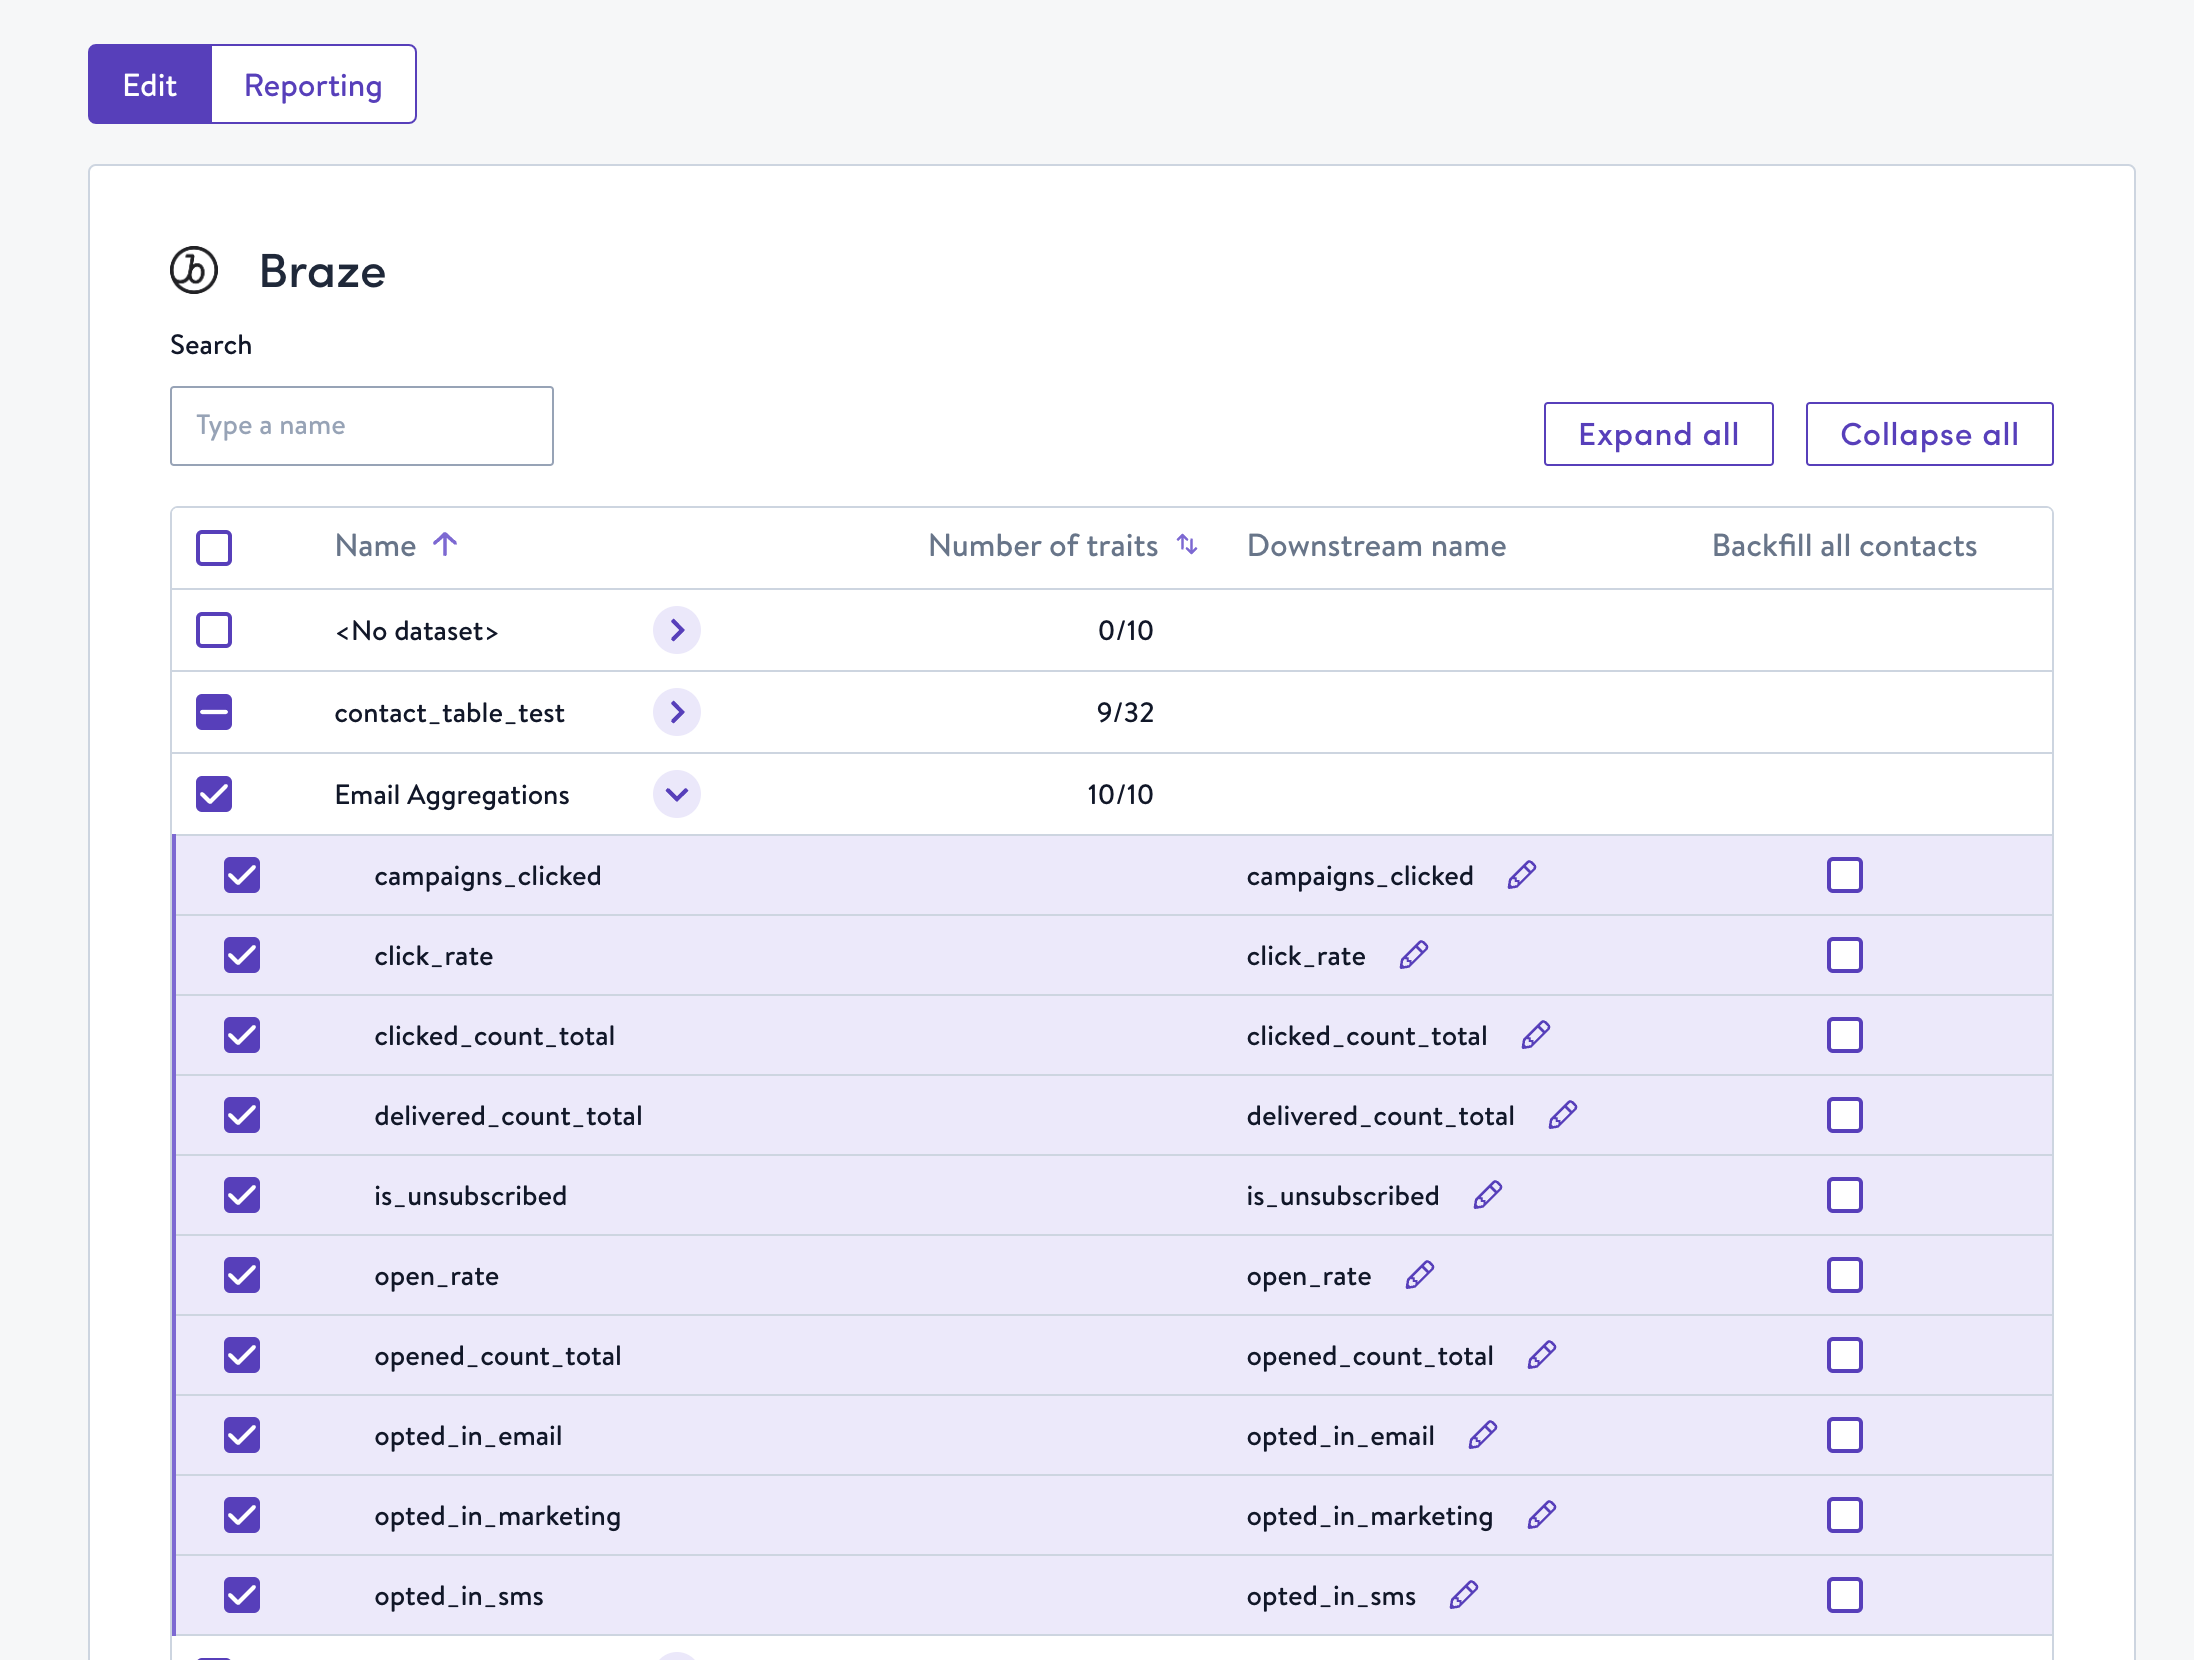 Edit Reporting
Braze
Search
Type a name
Expand all Collapse all
Name Number of traits Downstream name Backfill all contacts
<No dataset> 0/10
contact_table_test 9/32
Email Aggregations 10/10
campaigns_clicked campaigns_clicked
click_rate click_rate
clicked_count_total clicked_count_total
delivered_count_total delivered_count_total
is_unsubscribed is_unsubscribed
open_rate open_rate
opened_count_total opened_count_total
opted_in_email opted_in_email
opted_in_marketing opted_in_marketing
opted_in_sms opted_in_sms